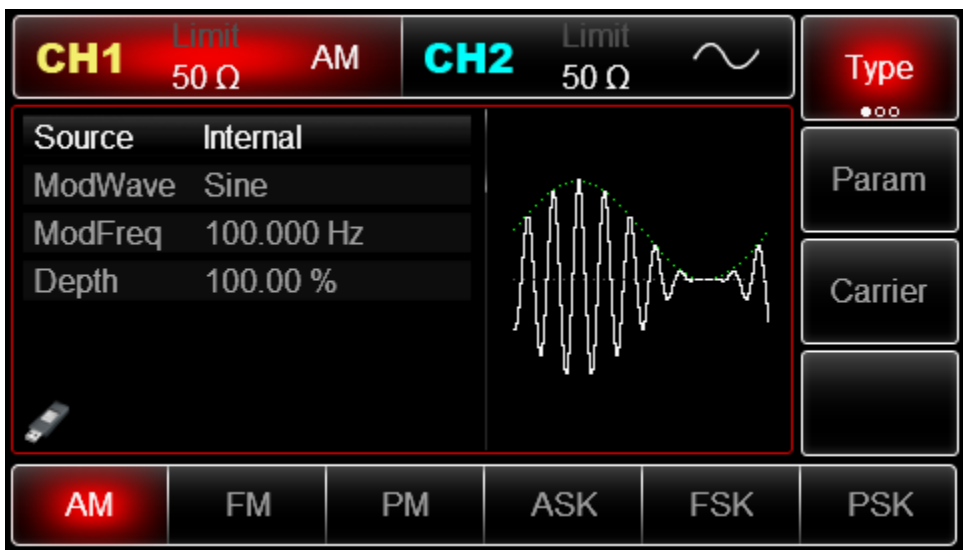 CH1 Limit 50 Ω AM
CH2 Limit 50 Ω
Type
Source Internal
ModWave Sine
ModFreq 100.000 Hz
Depth 100.00 %
Param
Carrier
AM FM PM ASK FSK PSK